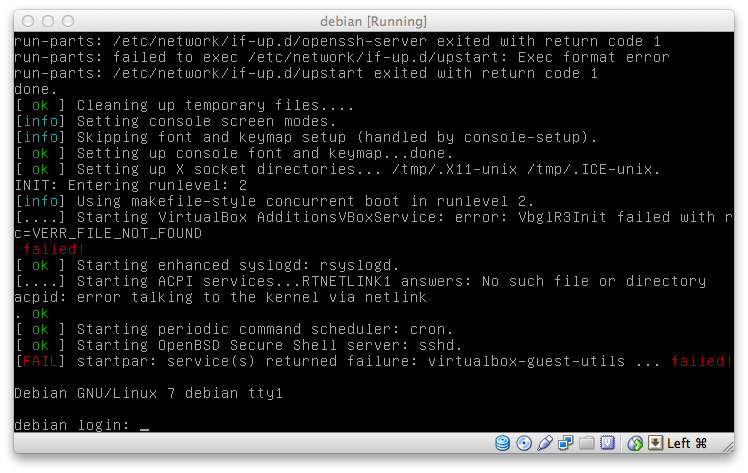 debian [Running]
run-parts: /etc/network/if-up.d/openssh-server exited with return code 1
run-parts: failed to exec /etc/network/if-up.d/upstart: Exec format error
run-parts: /etc/network/if-up.d/upstart exited with return code 1
done.
[ ok ] Cleaning up temporary files....
[info] Setting console screen modes.
[info] Skipping font and keymap setup (handled by console-setup).
[ ok ] Setting up console font and keymap...done.
[ ok ] Setting up X socket directories... /tmp/.X11-unix /tmp/.ICE-unix.
INIT: Entering runlevel: 2
[info] Using makefile-style concurrent boot in runlevel 2.
[....] Starting VirtualBox AdditionsVBoxService: error: VbglR3Init failed with r
c=VERR_FILE_NOT_FOUND
 failed!
[ ok ] Starting enhanced syslogd: rsyslogd.
[....] Starting ACPI services...RTNETLINK1 answers: No such file or directory
acpid: error talking to the kernel via netlink
. ok
[ ok ] Starting periodic command scheduler: cron.
[ ok ] Starting OpenBSD Secure Shell server: sshd.
[FAIL] startpar: service(s) returned failure: virtualbox-guest-utils ... failed!
Debian GNU/Linux 7 debian tty1
debian login: _
Left ⌘